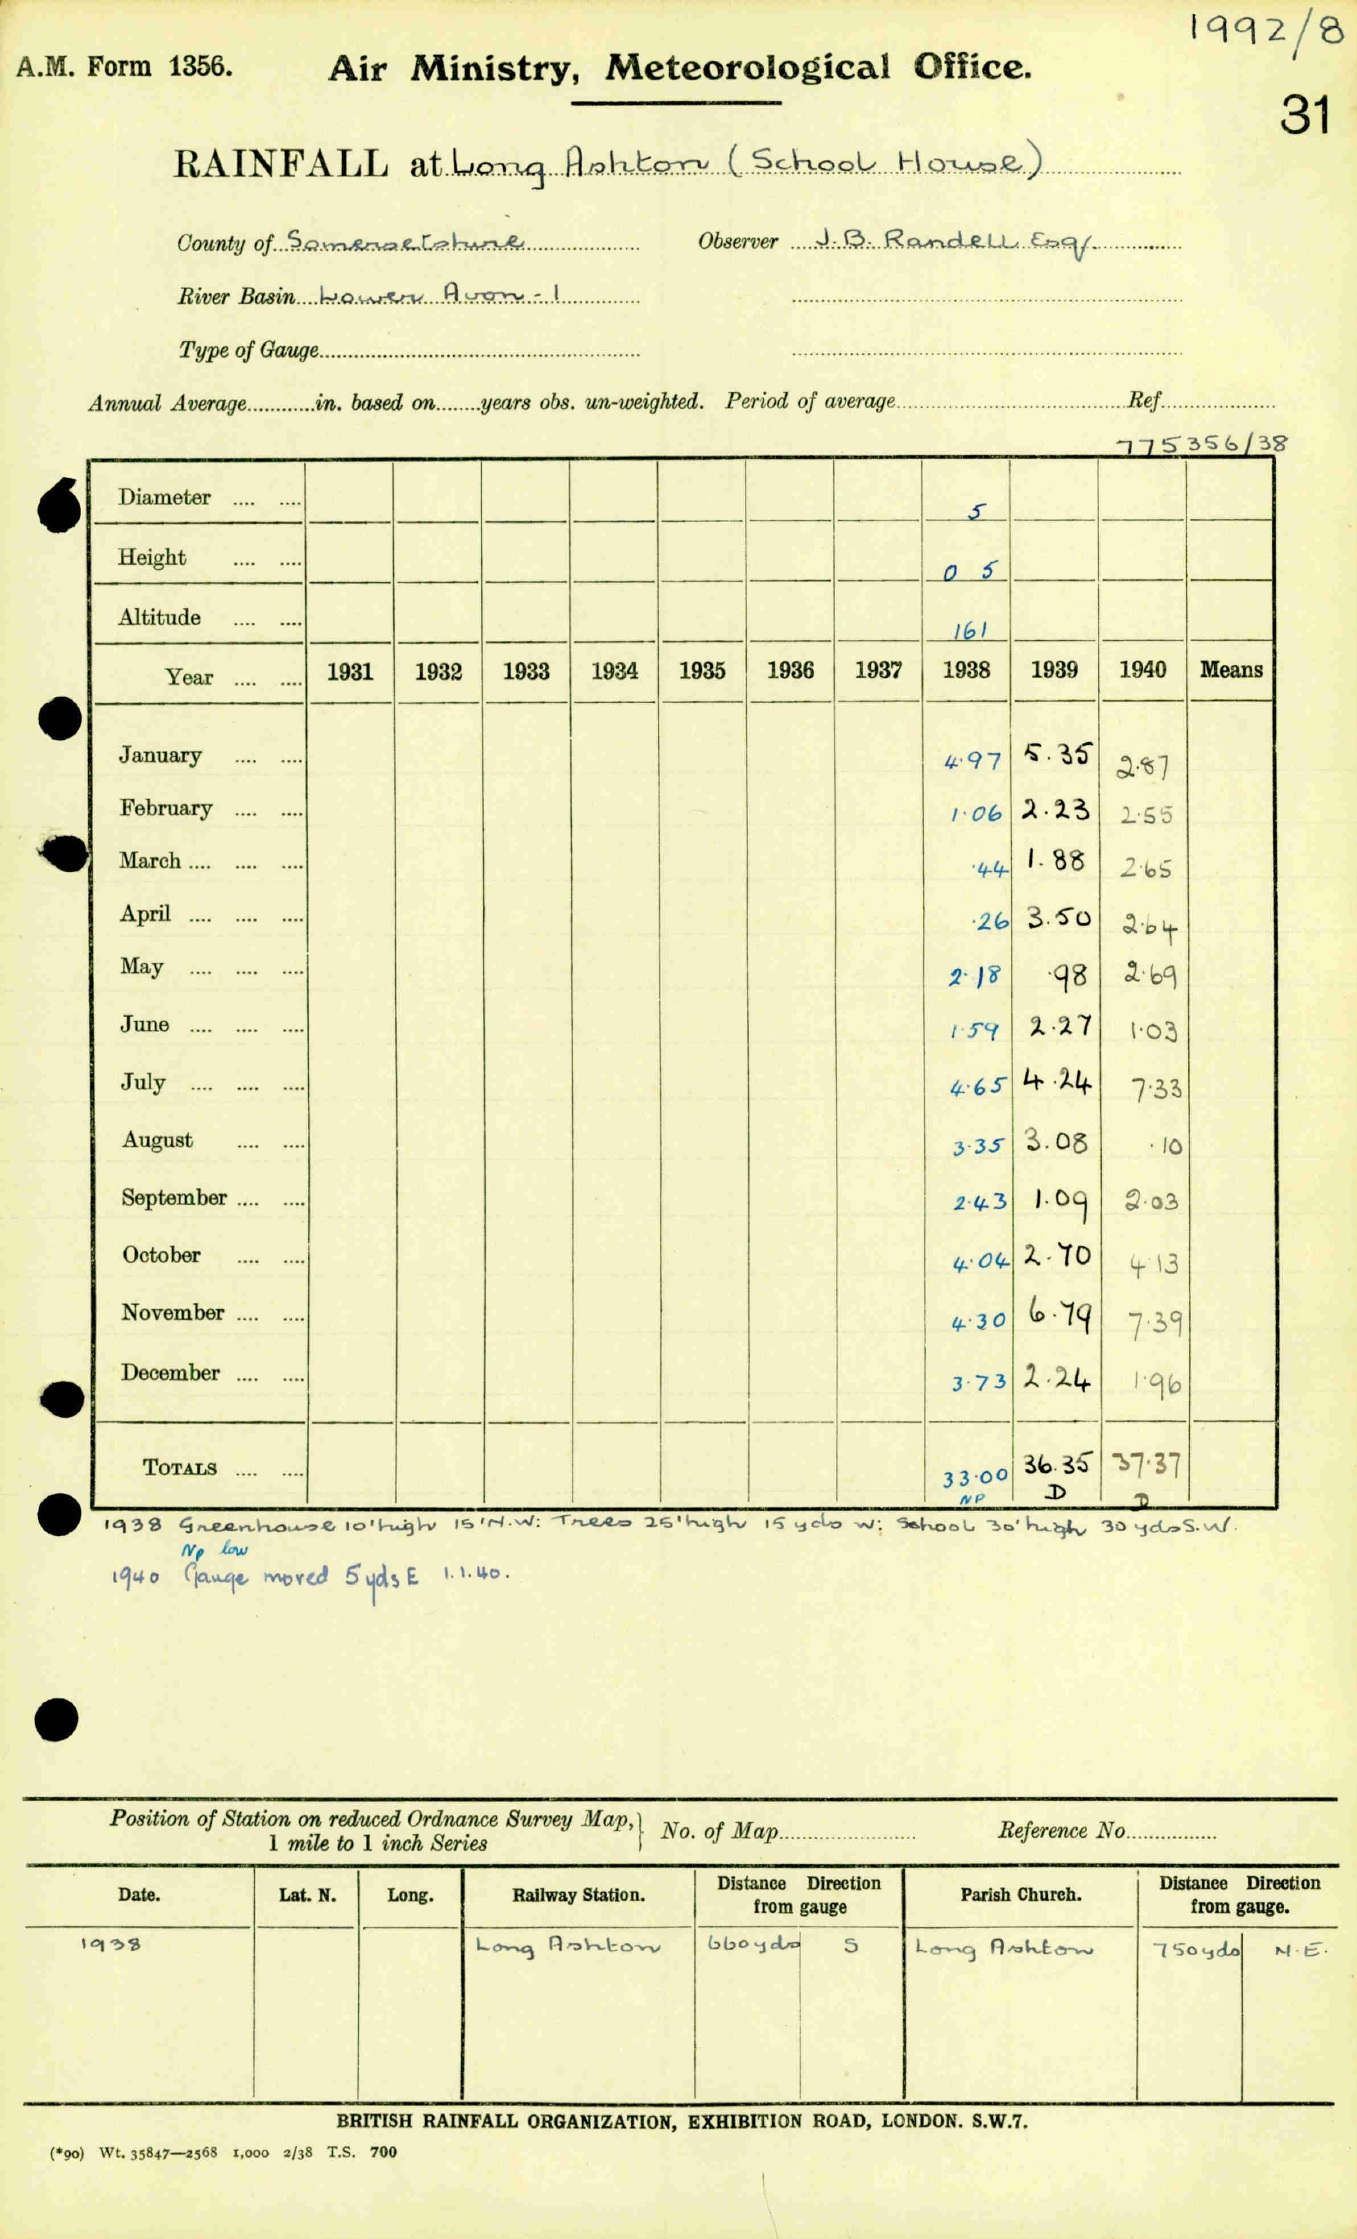 1992/8
A.M. Form 1356. Air Ministry, Meteorological Office.
31
RAINFALL at Long Ashton (School House)
County of Somersetshire Observer J.B. Randell Esq.
River Basin Lower Avon - 1
Type of Gauge
Annual Average in. based on years obs. un-weighted. Period of average Ref.
775356/38
Diameter 5
Height 0 5
Altitude 161
Year 1931 1932 1933 1934 1935 1936 1937 1938 1939 1940 Means
January 4.97 5.35 2.87
February 1.06 2.23 2.55
March .44 1.88 2.65
April .26 3.50 2.64
May 2.18 .98 2.69
June 1.59 2.27 1.03
July 4.65 4.24 7.33
August 3.35 3.08 .10
September 2.43 1.09 2.03
October 4.04 2.70 4.13
November 4.30 6.79 7.39
December 3.73 2.24 1.96
TOTALS 33.00 36.35 37.37
NP D D
1938 Greenhouse 10' high 15' N.W: Trees 25' high 15 yds W: School 30' high 30 yds S.W.
Np low
1940 Gauge moved 5 yds E 1.1.40.
Position of Station on reduced Ordnance Survey Map, } No. of Map Reference No.
1 mile to 1 inch Series
Date. Lat. N. Long. Railway Station. Distance Direction from gauge Parish Church. Distance Direction from gauge.
1938 Long Ashton 660 yds S Long Ashton 750 yds N.E.
BRITISH RAINFALL ORGANIZATION, EXHIBITION ROAD, LONDON. S.W.7.
(*90) Wt. 35847—2568 1,000 2/38 T.S. 700